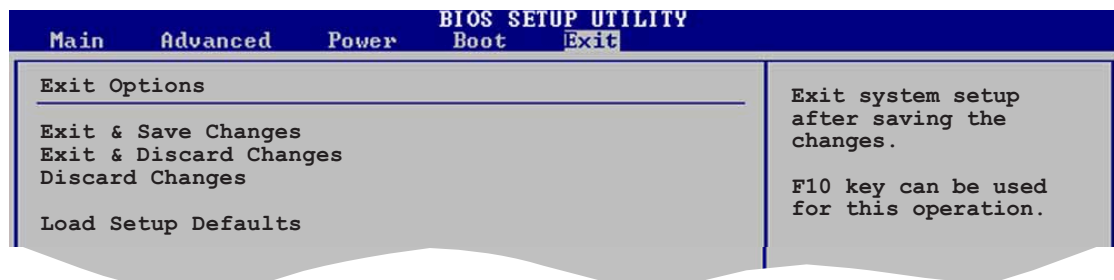 BIOS SETUP UTILITY
Main Advanced Power Boot Exit
Exit Options
Exit & Save Changes
Exit & Discard Changes
Discard Changes
Load Setup Defaults
Exit system setup
after saving the
changes.
F10 key can be used
for this operation.